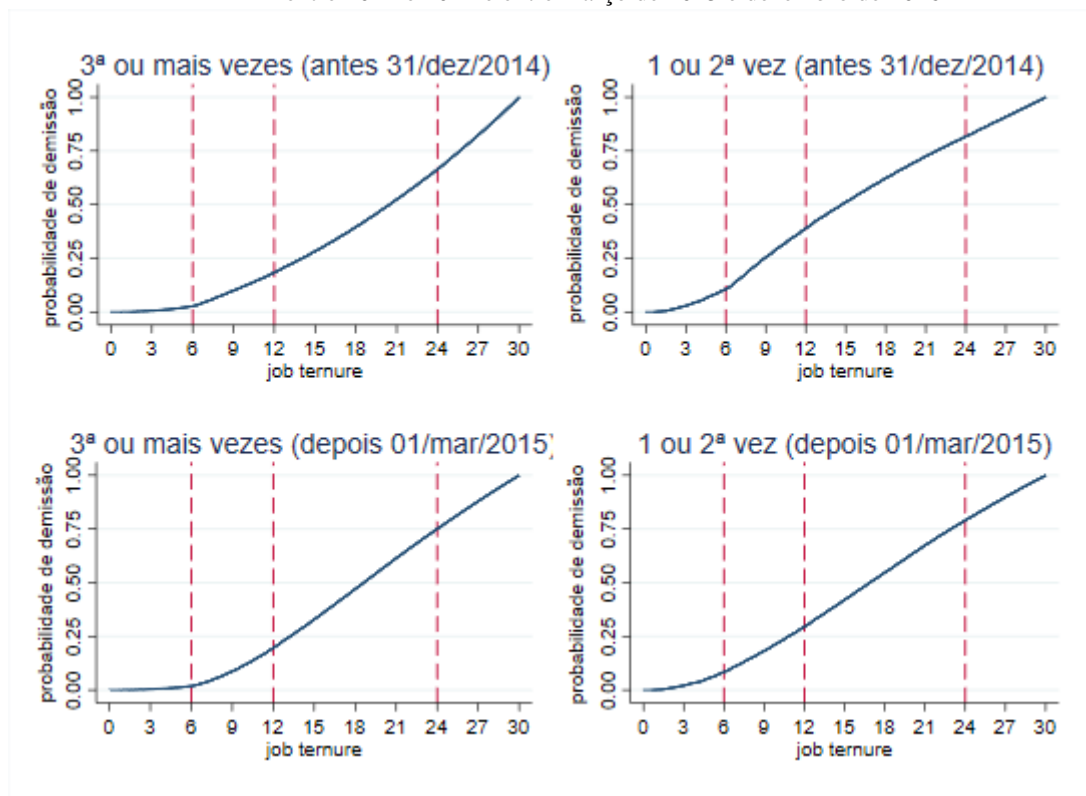 3ª ou mais vezes (antes 31/dez/2014)
probabilidade de demissão
0.00 0.25 0.50 0.75 1.00
0 3 6 9 12 15 18 21 24 27 30
job ternure
1 ou 2ª vez (antes 31/dez/2014)
probabilidade de demissão
0.00 0.25 0.50 0.75 1.00
0 3 6 9 12 15 18 21 24 27 30
job ternure
3ª ou mais vezes (depois 01/mar/2015)
probabilidade de demissão
0.00 0.25 0.50 0.75 1.00
0 3 6 9 12 15 18 21 24 27 30
job ternure
1 ou 2ª vez (depois 01/mar/2015)
probabilidade de demissão
0.00 0.25 0.50 0.75 1.00
0 3 6 9 12 15 18 21 24 27 30
job ternure